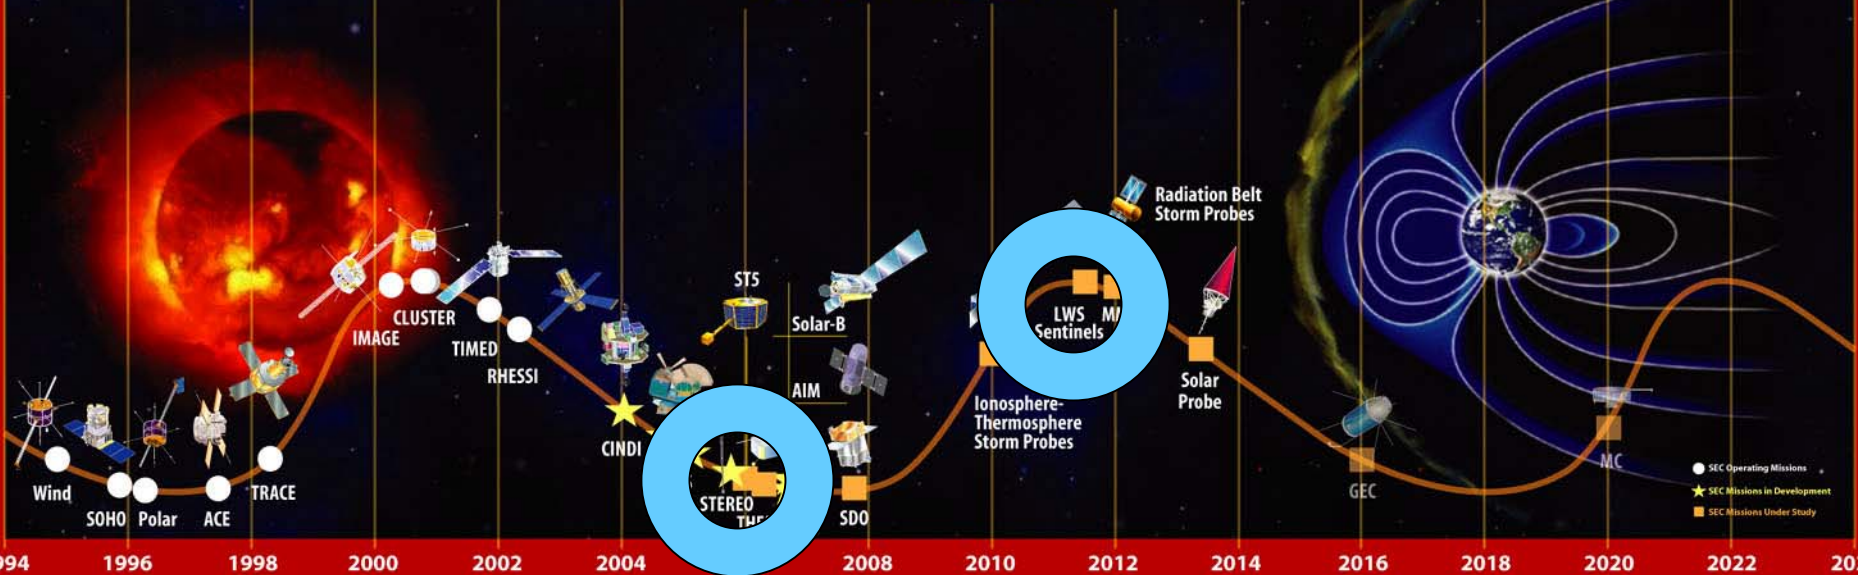 Radiation Belt
Storm Probes
ST5
CLUSTER
Solar-B
LWS
Sentinels
IMAGE
TIMED
RHESSI
AIM
Solar
Probe
Ionosphere-
Thermosphere
Storm Probes
CINDI
MC
Wind
TRACE
GEC
SOHO
Polar
ACE
STEREO
SDO
SEC Operating Missions
SEC Missions in Development
SEC Missions Under Study
1996
1998
2000
2002
2004
2008
2010
2012
2014
2016
2018
2020
2022